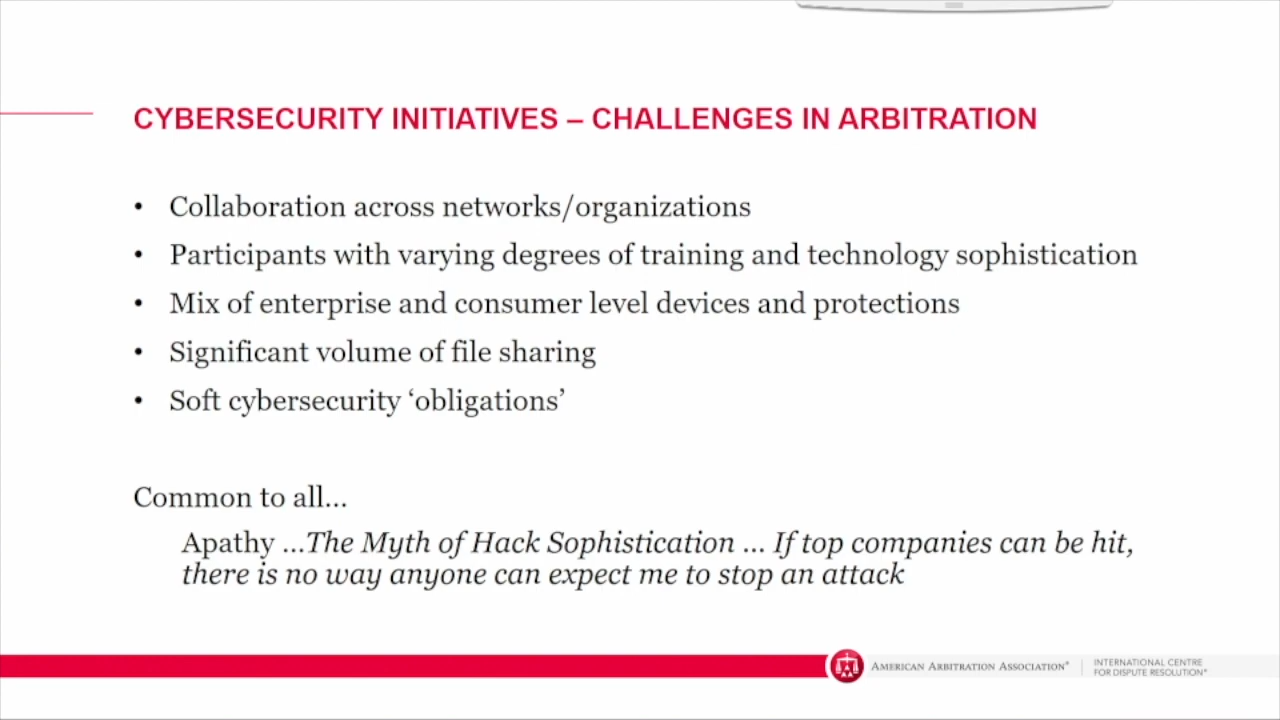 CYBERSECURITY INITIATIVES – CHALLENGES IN ARBITRATION
• Collaboration across networks/organizations
• Participants with varying degrees of training and technology sophistication
• Mix of enterprise and consumer level devices and protections
• Significant volume of file sharing
• Soft cybersecurity ‘obligations’
Common to all...
Apathy ...The Myth of Hack Sophistication ... If top companies can be hit,
there is no way anyone can expect me to stop an attack
AMERICAN ARBITRATION ASSOCIATION®
INTERNATIONAL CENTRE
FOR DISPUTE RESOLUTION®